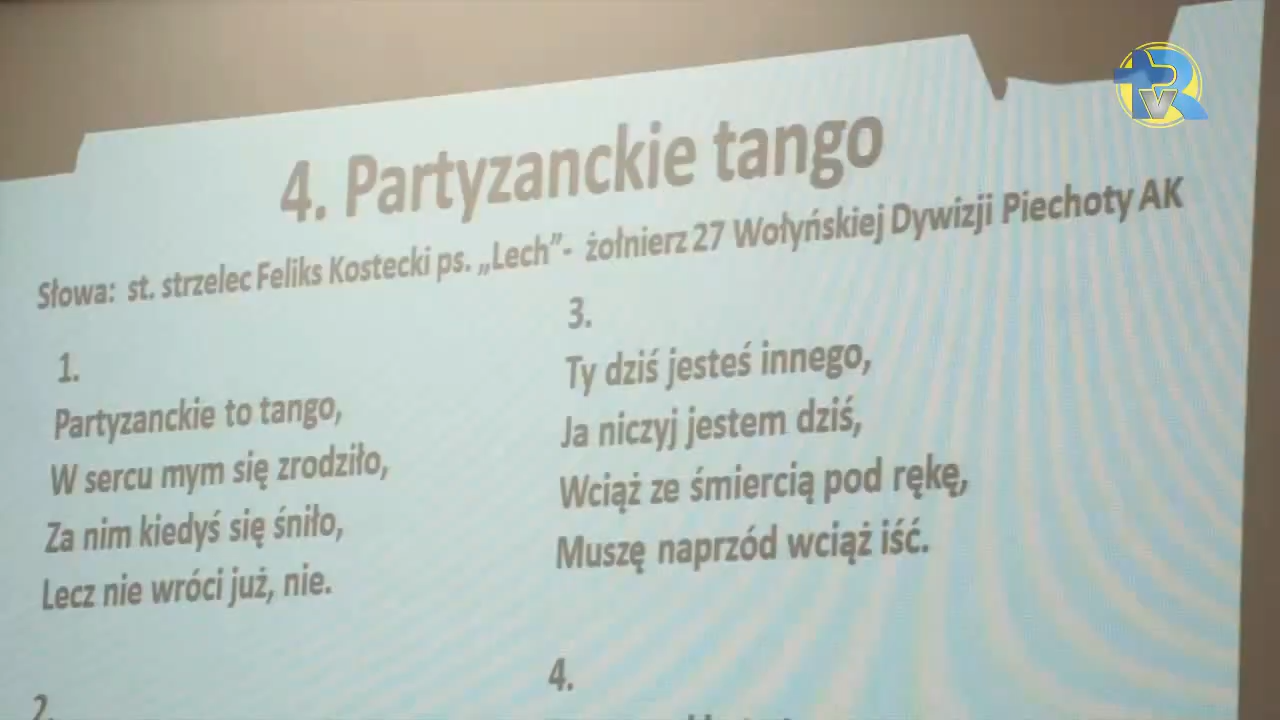 4. Partyzanckie tango
Słowa: st. strzelec Feliks Kostecki ps. „Lech”- żołnierz 27 Wołyńskiej Dywizji Piechoty AK
1.
Partyzanckie to tango,
W sercu mym się zrodziło,
Za nim kiedyś się śniło,
Lecz nie wróci już, nie.
2.
3.
Ty dziś jesteś innego,
Ja niczyj jestem dziś,
Wciąż ze śmiercią pod rękę,
Muszę naprzód wciąż iść.
4.